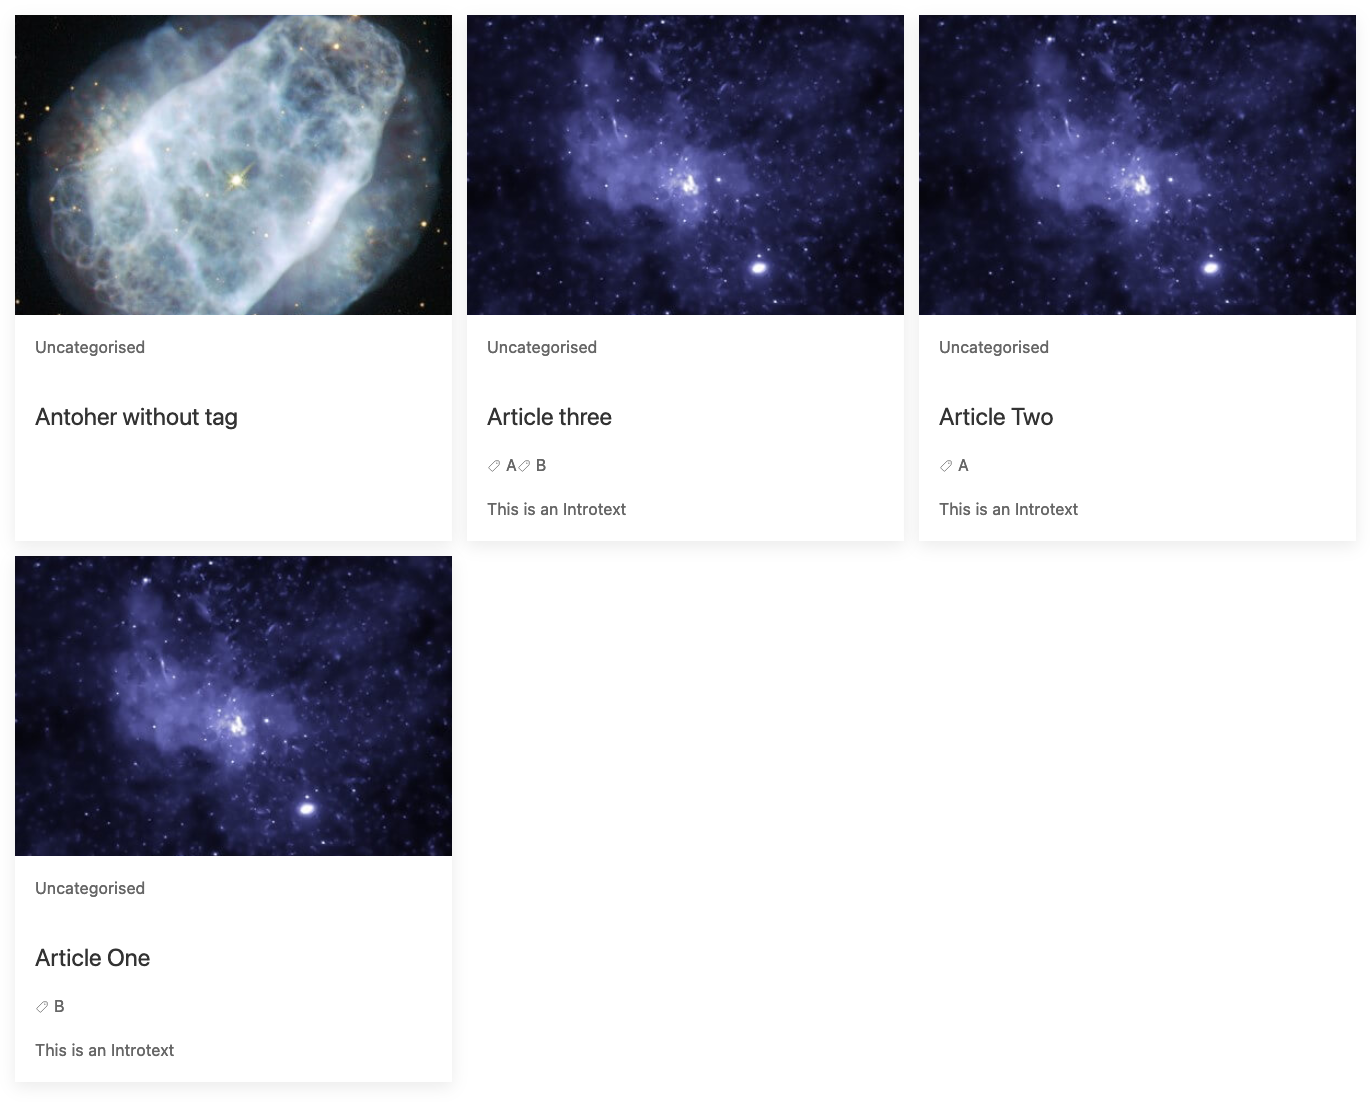 Uncategorised
Antoher without tag
Uncategorised
Article three
A B
This is an Introtext
Uncategorised
Article Two
A
This is an Introtext
Uncategorised
Article One
B
This is an Introtext